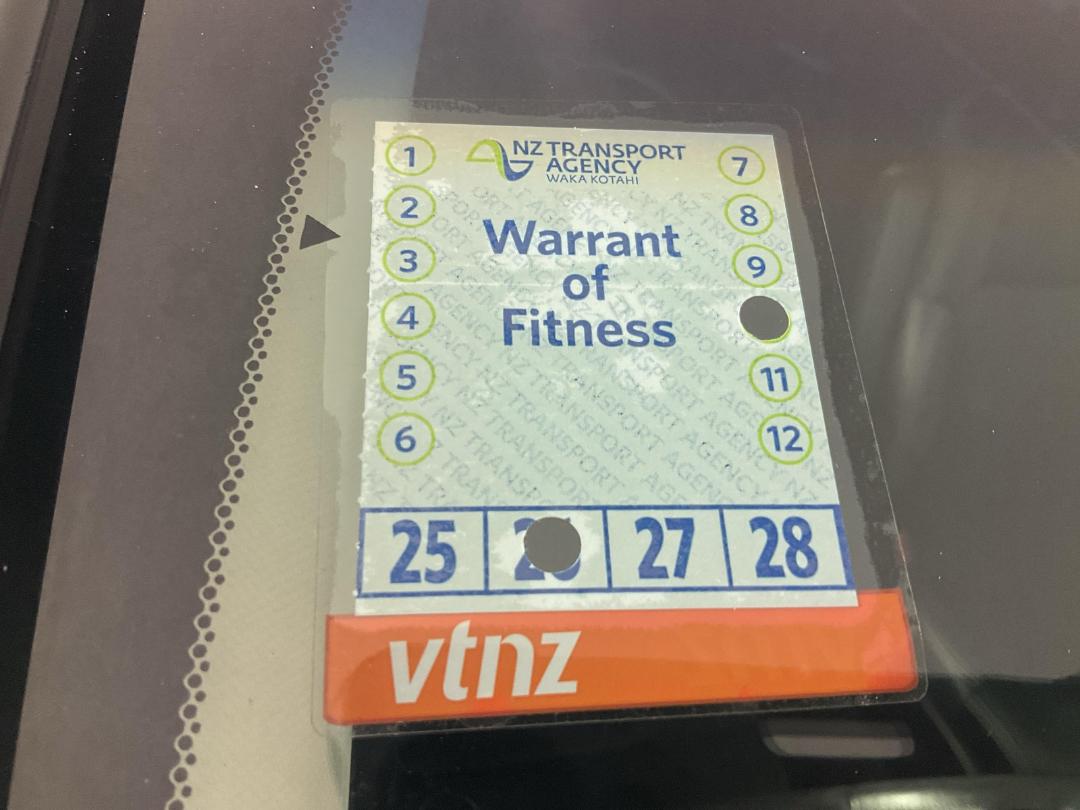 NZ TRANSPORT
AGENCY
WAKA KOTAHI
Warrant
of
Fitness
1
2
3
4
5
6
7
8
9
11
12
25
27
28
vtnz